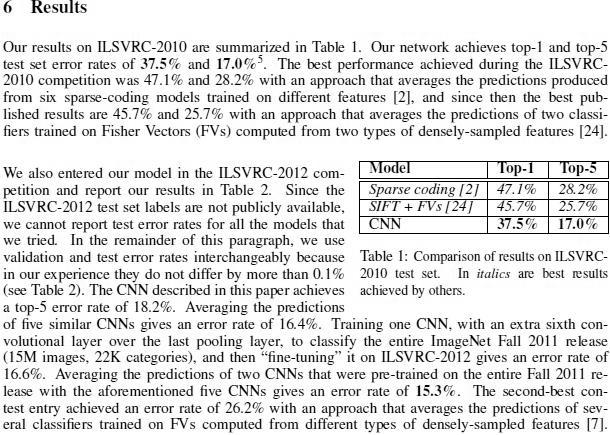 6 Results
Our results on ILSVRC-2010 are summarized in Table 1. Our network achieves top-1 and top-5
test set error rates of 37.5% and 17.0%⁵. The best performance achieved during the ILSVRC-
2010 competition was 47.1% and 28.2% with an approach that averages the predictions produced
from six sparse-coding models trained on different features [2], and since then the best pub-
lished results are 45.7% and 25.7% with an approach that averages the predictions of two classi-
fiers trained on Fisher Vectors (FVs) computed from two types of densely-sampled features [24].
We also entered our model in the ILSVRC-2012 com-
petition and report our results in Table 2. Since the
ILSVRC-2012 test set labels are not publicly available,
we cannot report test error rates for all the models that
we tried. In the remainder of this paragraph, we use
validation and test error rates interchangeably because
in our experience they do not differ by more than 0.1%
(see Table 2). The CNN described in this paper achieves
a top-5 error rate of 18.2%. Averaging the predictions
Model Top-1 Top-5
Sparse coding [2] 47.1% 28.2%
SIFT + FVs [24] 45.7% 25.7%
CNN 37.5% 17.0%
Table 1: Comparison of results on ILSVRC-
2010 test set. In italics are best results
achieved by others.
of five similar CNNs gives an error rate of 16.4%. Training one CNN, with an extra sixth con-
volutional layer over the last pooling layer, to classify the entire ImageNet Fall 2011 release
(15M images, 22K categories), and then “fine-tuning” it on ILSVRC-2012 gives an error rate of
16.6%. Averaging the predictions of two CNNs that were pre-trained on the entire Fall 2011 re-
lease with the aforementioned five CNNs gives an error rate of 15.3%. The second-best con-
test entry achieved an error rate of 26.2% with an approach that averages the predictions of sev-
eral classifiers trained on FVs computed from different types of densely-sampled features [7].